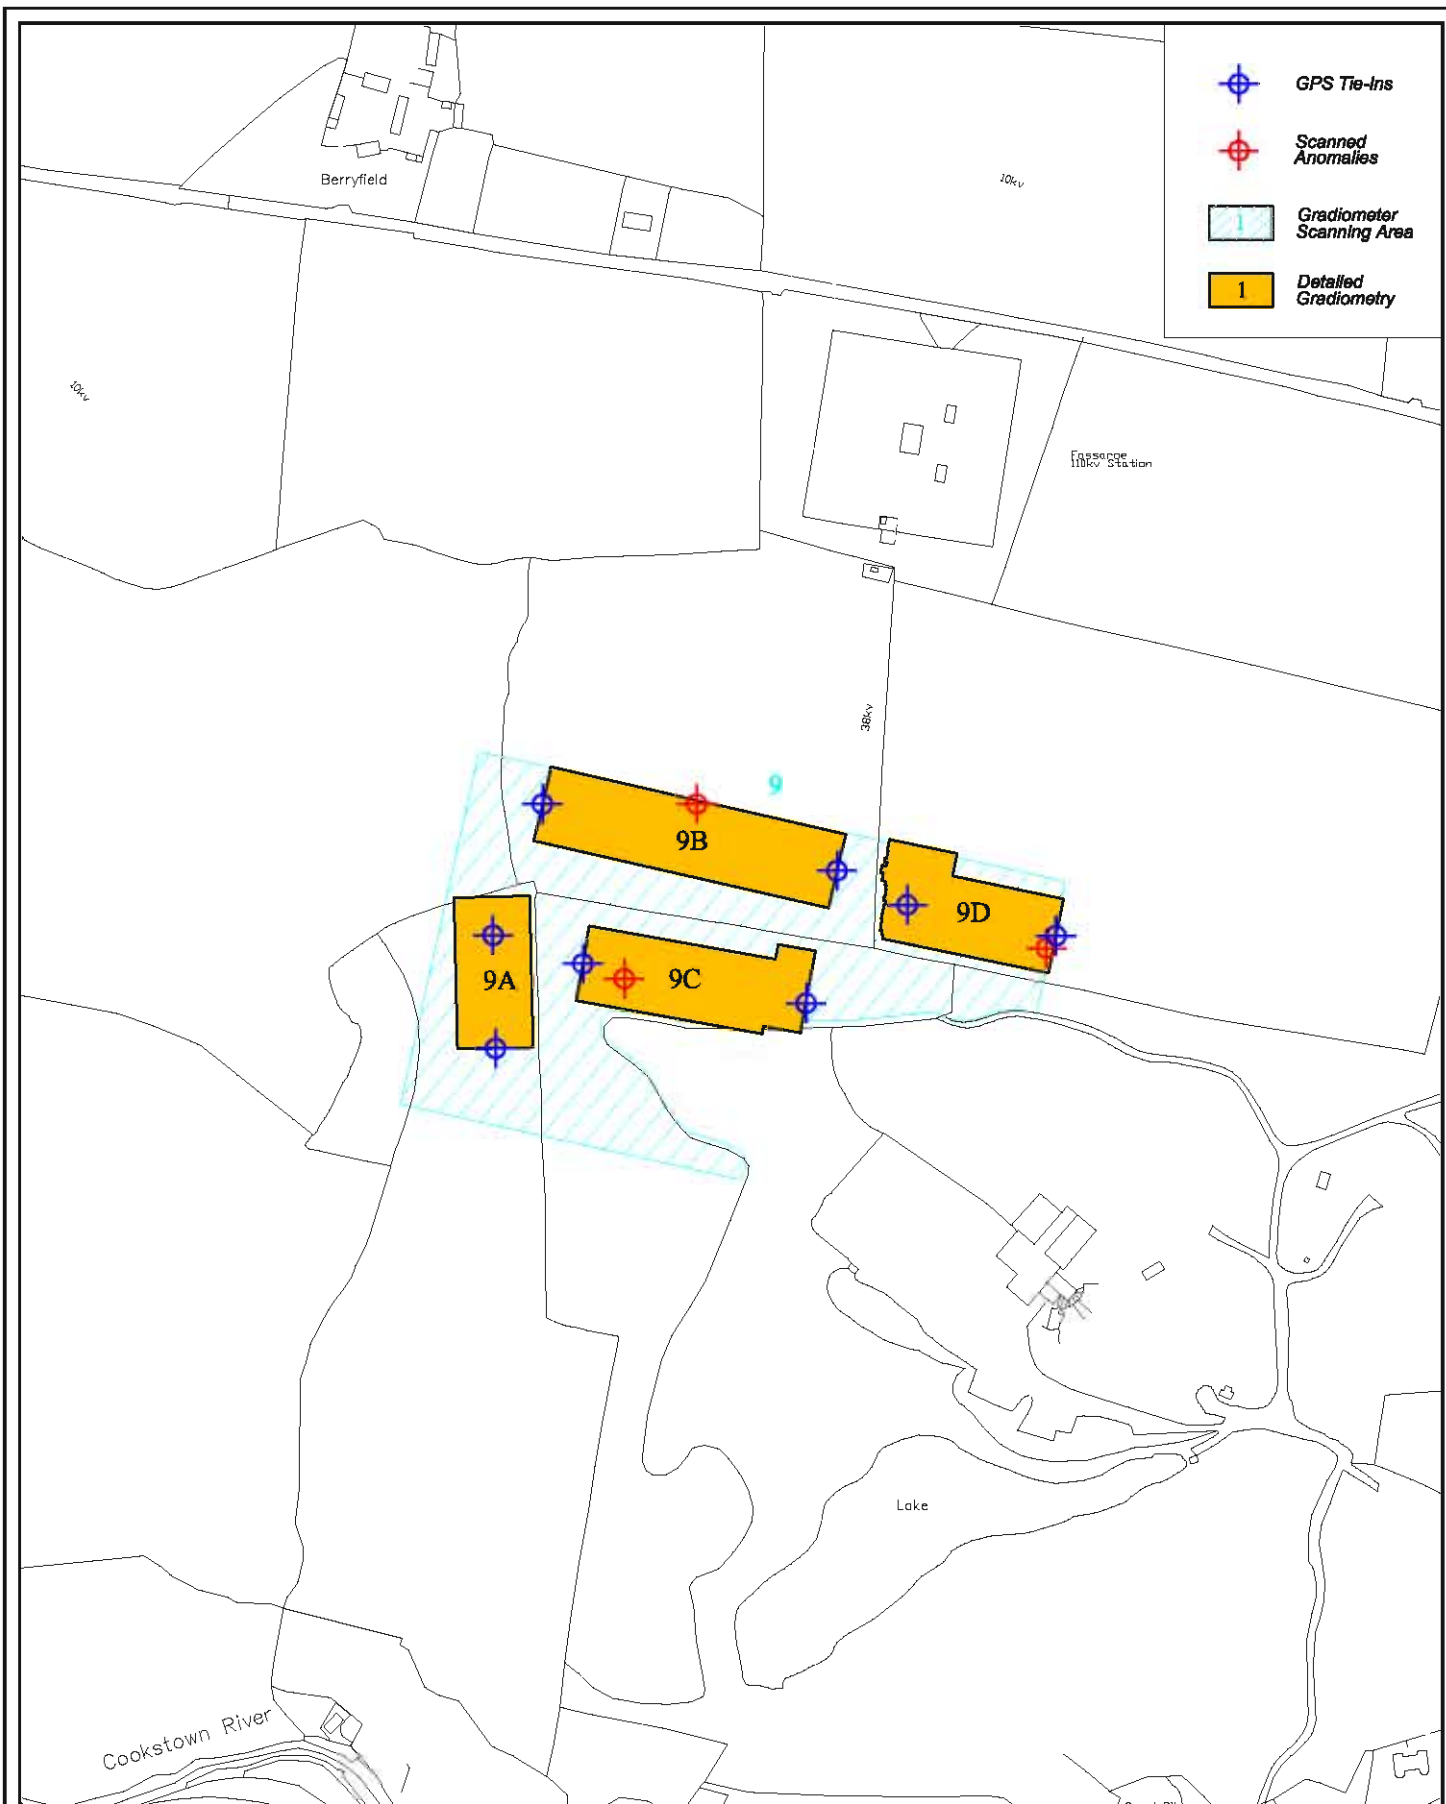 GPS Tie-Ins
Scanned
Anomalies
1
Gradiometer
Scanning Area
1
Detailed
Gradiometry
Berryfield
10kv
10kv
Fassaroe
110kv Station
38kv
9
9B
9D
9A
9C
Lake
Cookstown River